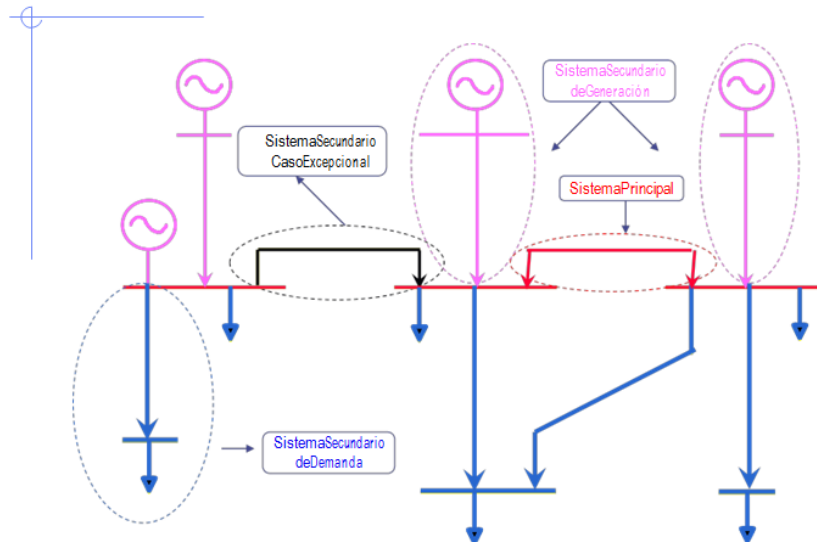 SistemaSecundario
deGeneración
SistemaSecundario
CasoExcepcional
SistemaPrincipal
SistemaSecundario
deDemanda